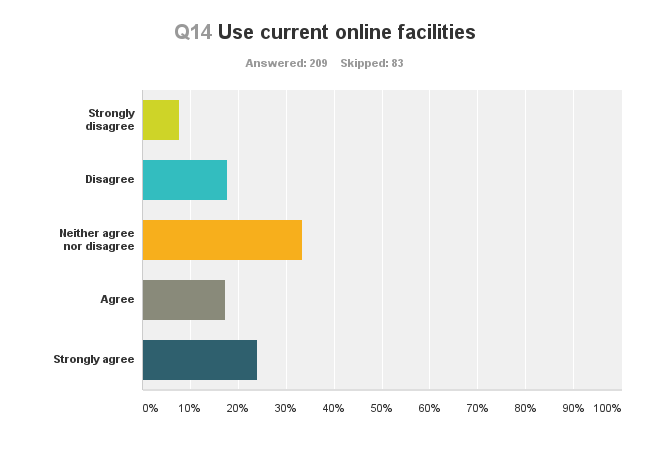 Q14 Use current online facilities
Answered: 209 Skipped: 83
Strongly
disagree
Disagree
Neither agree
nor disagree
Agree
Strongly agree
0% 10% 20% 30% 40% 50% 60% 70% 80% 90% 100%